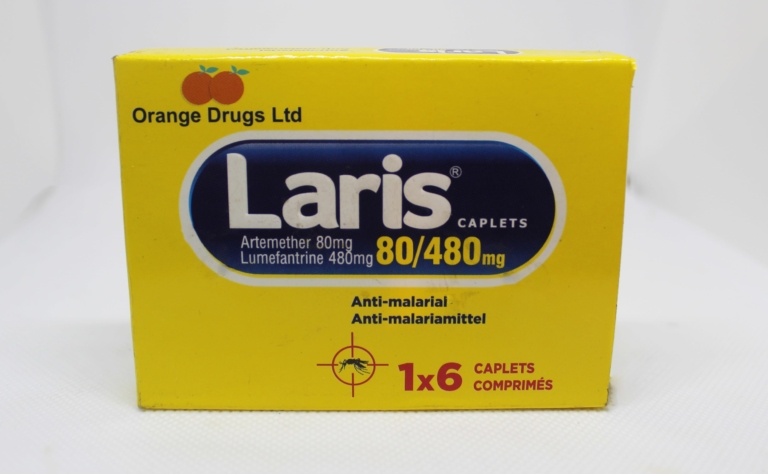 Orange Drugs Ltd
Laris®
CAPLETS
Artemether 80mg
Lumefantrine 480mg
80/480mg
Anti-malarial
Anti-malariamittel
1x6
CAPLETS
COMPRIMÉS